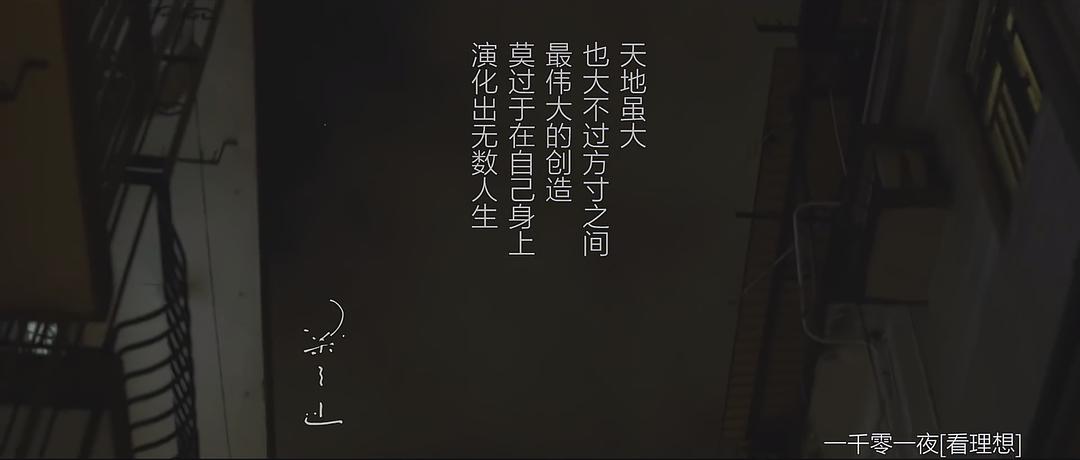 天地虽大
也大不过方寸之间
最伟大的创造
莫过于在自己身上
演化出无数人生
一千零一夜[看理想]